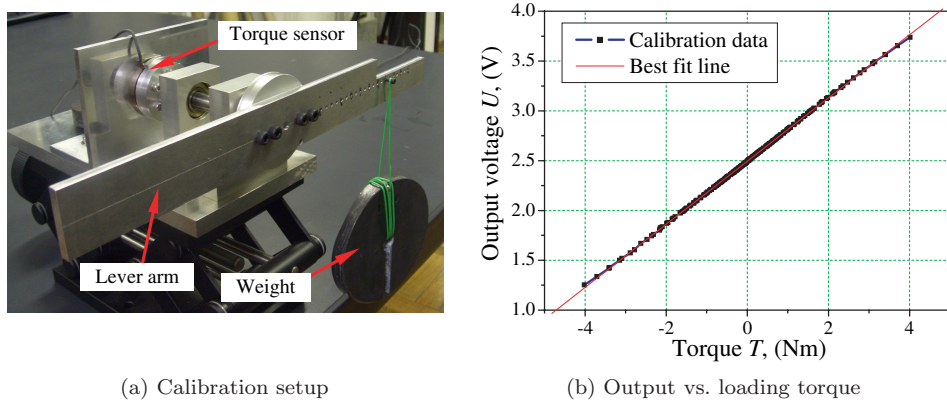 Torque sensor
Lever arm
Weight
(a) Calibration setup
Output voltage U, (V)
4.0
3.5
3.0
2.5
2.0
1.5
1.0
Calibration data
Best fit line
-4 -2 0 2 4
Torque T, (Nm)
(b) Output vs. loading torque